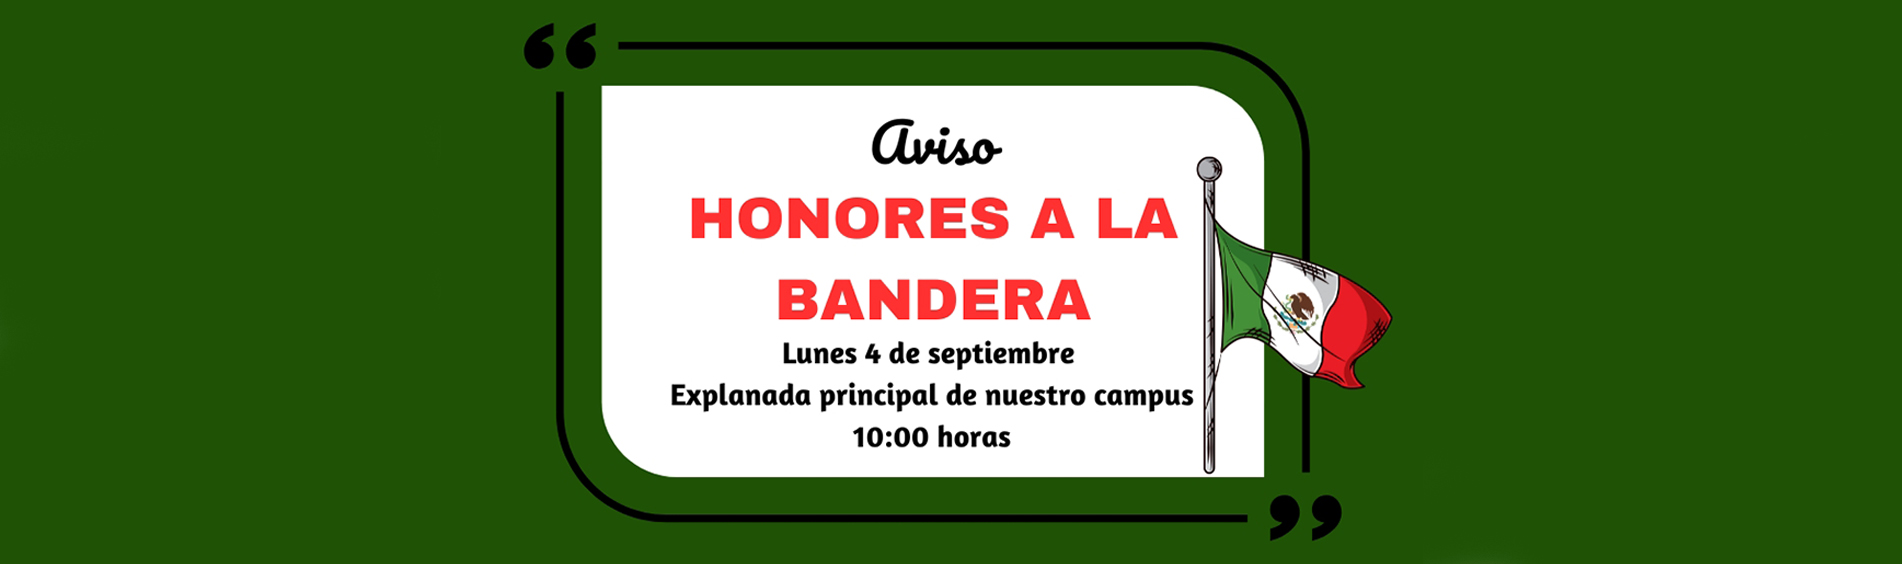 Aviso
HONORES A LA
BANDERA
Lunes 4 de septiembre
Explanada principal de nuestro campus
10:00 horas